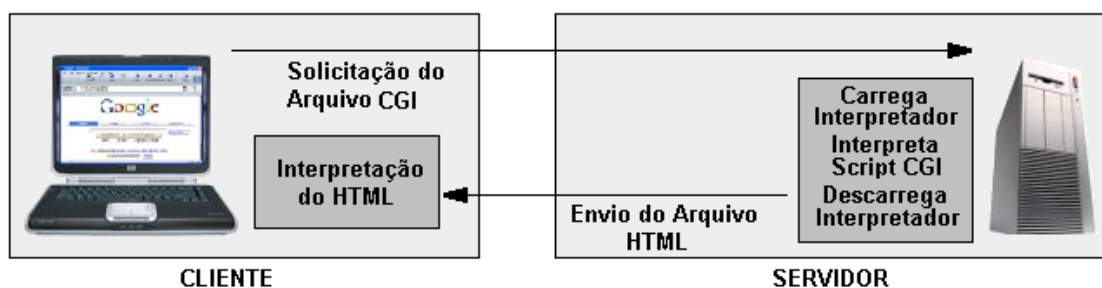 Solicitação do
Arquivo CGI
Google
Interpretação
do HTML
Carrega
Interpretador
Interpreta
Script CGI
Descarrega
Interpretador
Envio do Arquivo
HTML
CLIENTE
SERVIDOR